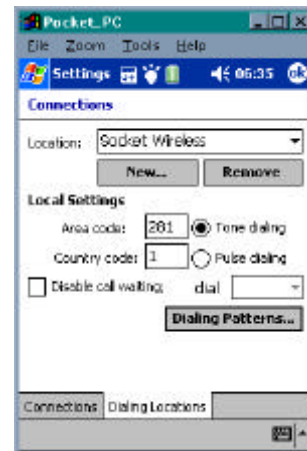 Pocket_PC
File Zoom Tools Help
Settings 06:35 ok
Connections
Location: Socket Wireless
New... Remove
Local Settings
Area code: 201 Tone dialing
Country code: 1 Pulse dialing
Disable call waiting; dial
Dialing Patterns...
Connections Dialing Locations